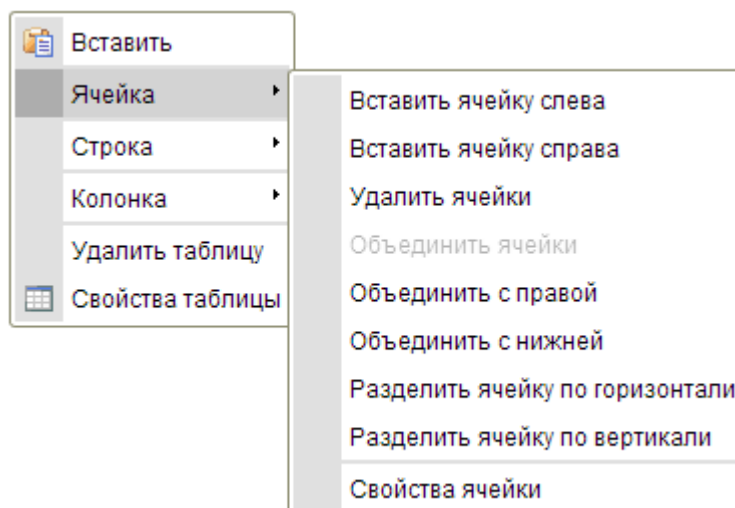 Вставить
Ячейка
Строка
Колонка
Удалить таблицу
Свойства таблицы
Вставить ячейку слева
Вставить ячейку справа
Удалить ячейки
Объединить ячейки
Объединить с правой
Объединить с нижней
Разделить ячейку по горизонтали
Разделить ячейку по вертикали
Свойства ячейки